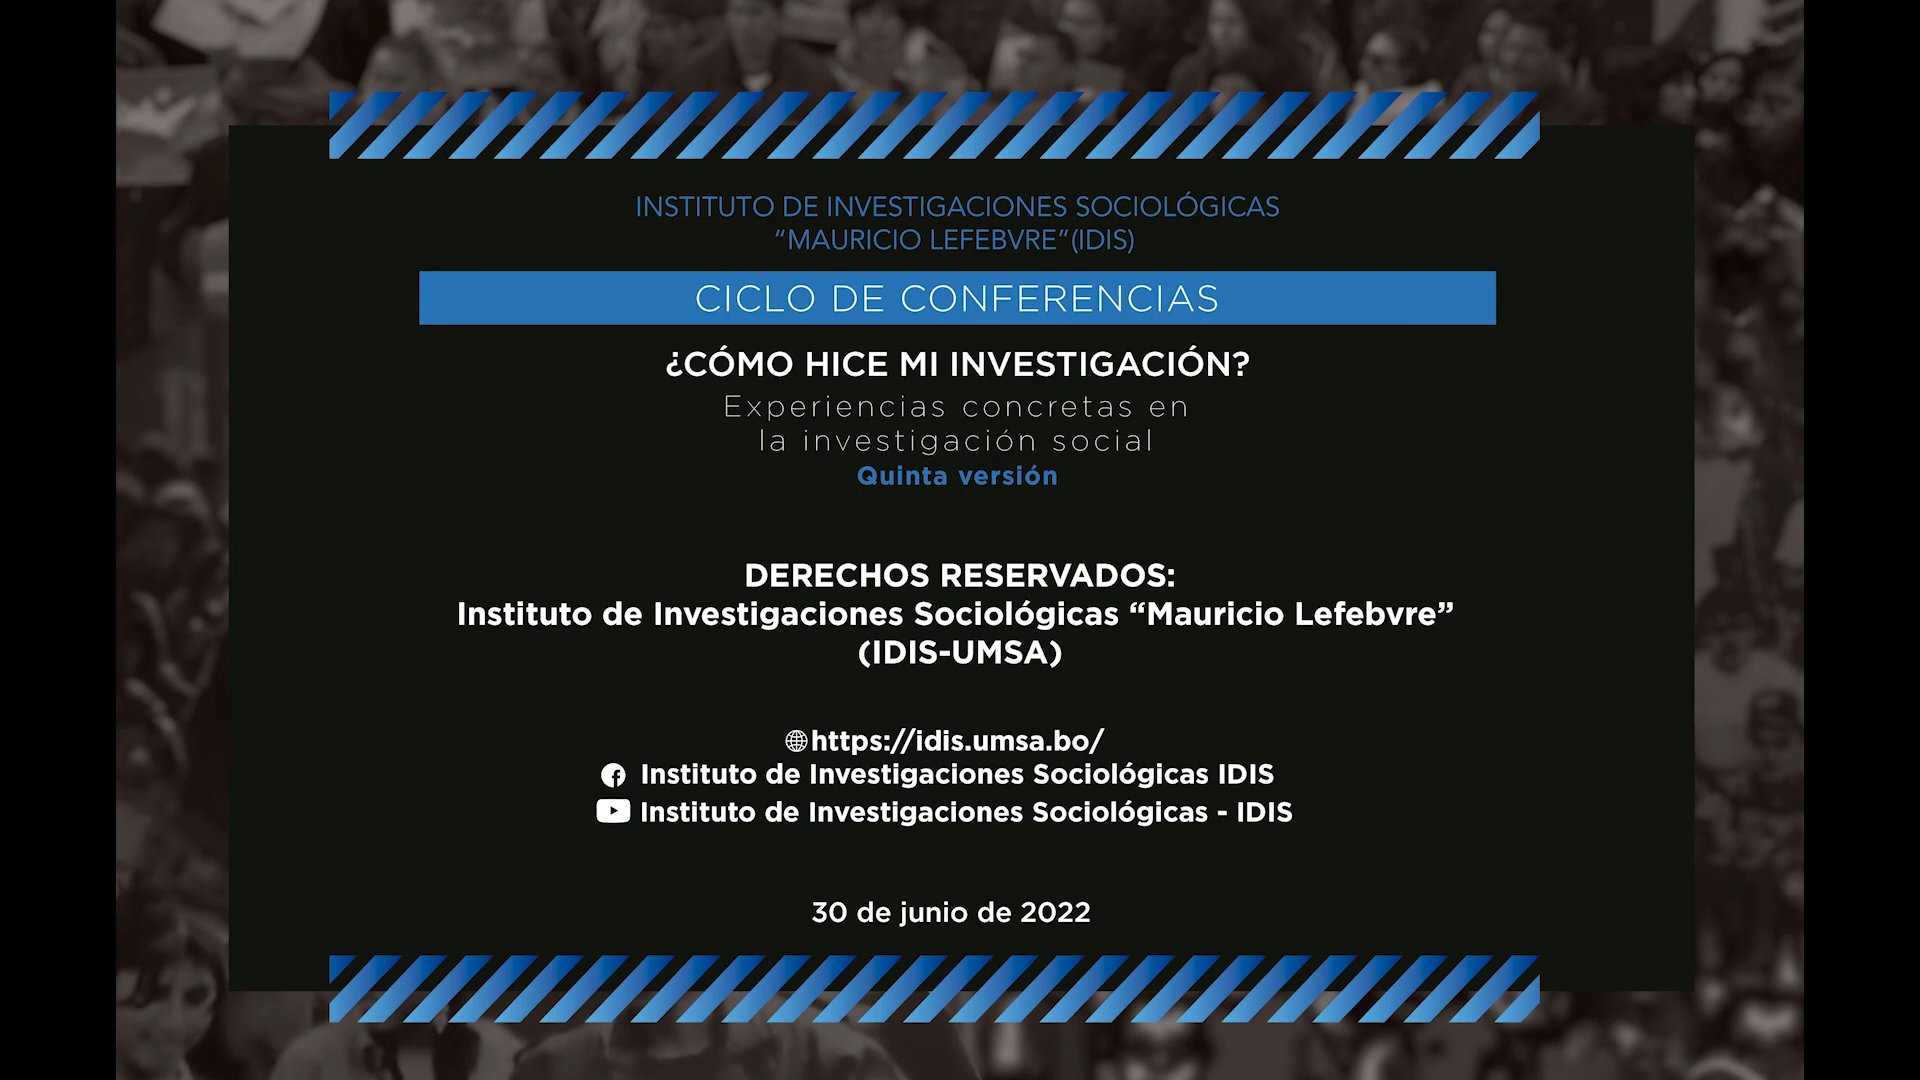 INSTITUTO DE INVESTIGACIONES SOCIOLÓGICAS
“MAURICIO LEFEBVRE”(IDIS)
CICLO DE CONFERENCIAS
¿CÓMO HICE MI INVESTIGACIÓN?
Experiencias concretas en
la investigación social
Quinta versión
DERECHOS RESERVADOS:
Instituto de Investigaciones Sociológicas “Mauricio Lefebvre”
(IDIS-UMSA)
https://idis.umsa.bo/
Instituto de Investigaciones Sociológicas IDIS
Instituto de Investigaciones Sociológicas - IDIS
30 de junio de 2022